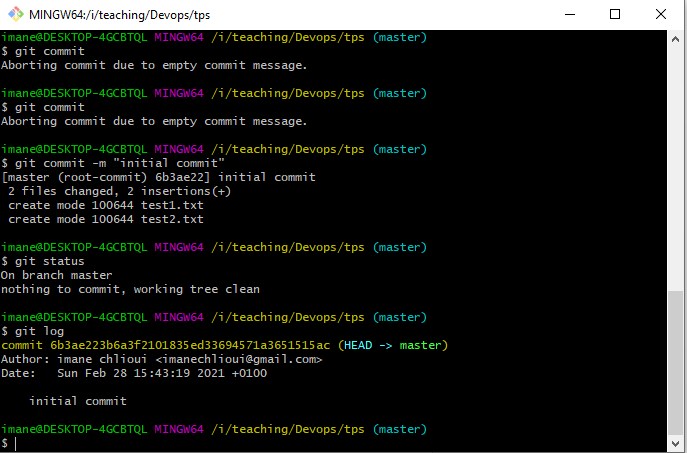 MINGW64:/i/teaching/Devops/tps
imane@DESKTOP-4GCBTQL MINGW64 /i/teaching/Devops/tps (master)
$ git commit
Aborting commit due to empty commit message.
imane@DESKTOP-4GCBTQL MINGW64 /i/teaching/Devops/tps (master)
$ git commit
Aborting commit due to empty commit message.
imane@DESKTOP-4GCBTQL MINGW64 /i/teaching/Devops/tps (master)
$ git commit -m "initial commit"
[master (root-commit) 6b3ae22] initial commit
 2 files changed, 2 insertions(+)
 create mode 100644 test1.txt
 create mode 100644 test2.txt
imane@DESKTOP-4GCBTQL MINGW64 /i/teaching/Devops/tps (master)
$ git status
On branch master
nothing to commit, working tree clean
imane@DESKTOP-4GCBTQL MINGW64 /i/teaching/Devops/tps (master)
$ git log
commit 6b3ae223b6a3f2101835ed33694571a3651515ac (HEAD -> master)
Author: imane chlioui <imanechlioui@gmail.com>
Date:   Sun Feb 28 15:43:19 2021 +0100
    initial commit
imane@DESKTOP-4GCBTQL MINGW64 /i/teaching/Devops/tps (master)
$